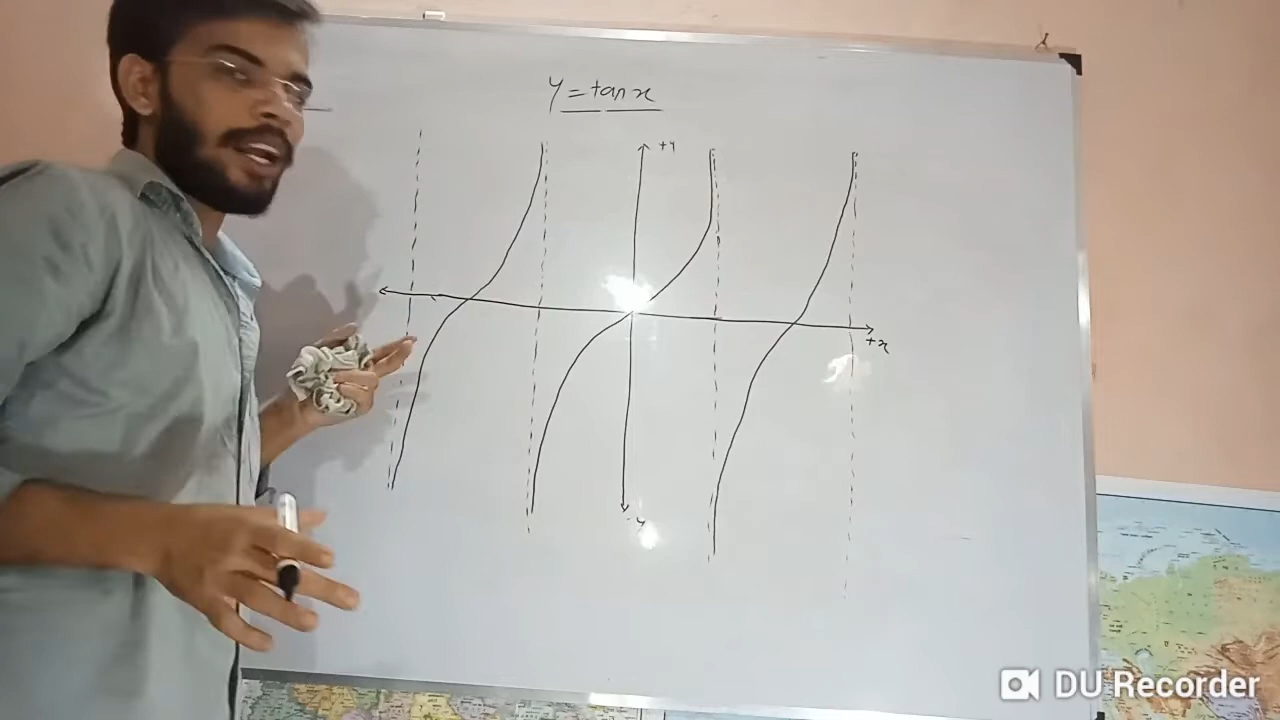 y = tan x
+y
+x
-y
DU Recorder